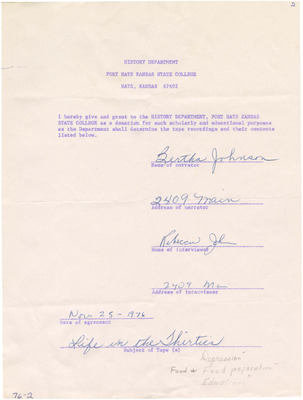 2
HISTORY DEPARTMENT
FORT HAYS KANSAS STATE COLLEGE
HAYS, KANSAS 67601
I hereby give and grant to the HISTORY DEPARTMENT, FORT HAYS KANSAS
STATE COLLEGE as a donation for such scholarly and educational purposes
as the Department shall determine the tape recordings and their contents
listed below.
Bertha Johnson
Name of narrator
2409 Main
Address of narrator
Rebecca
Name of interviewer
Address of interviewer
Nov 25-1976
Date of agreement
Life in the Thirties
Subject of Tape (s)
Depression
Food & Food preparation
76-2